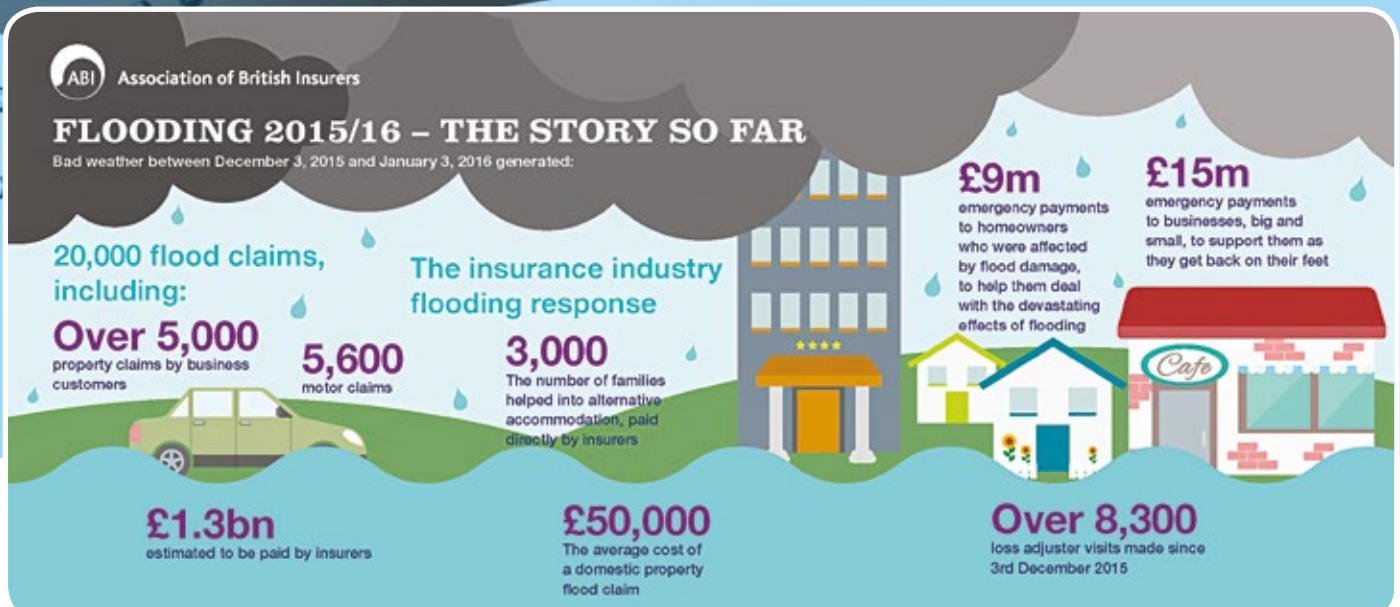 ABI Association of British Insurers
FLOODING 2015/16 – THE STORY SO FAR
Bad weather between December 3, 2015 and January 3, 2016 generated:
20,000 flood claims,
including:
Over 5,000
property claims by business
customers
5,600
motor claims
The insurance industry
flooding response
3,000
The number of families
helped into alternative
accommodation, paid
directly by insurers
£9m
emergency payments
to homeowners
who were affected
by flood damage,
to help them deal
with the devastating
effects of flooding
£15m
emergency payments
to businesses, big and
small, to support them as
they get back on their feet
Cafe
£1.3bn
estimated to be paid by insurers
£50,000
The average cost of
a domestic property
flood claim
Over 8,300
loss adjuster visits made since
3rd December 2015